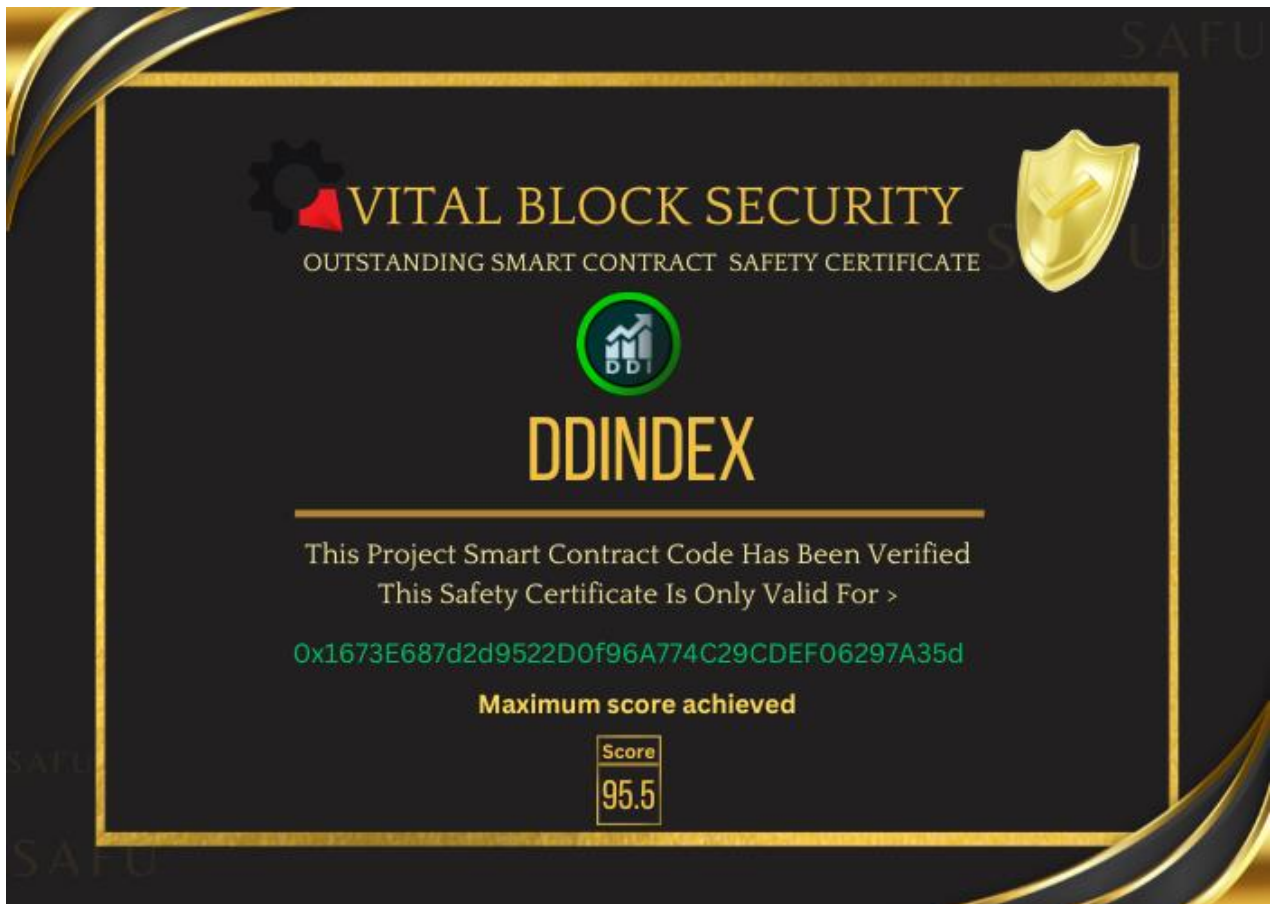 SAFU
VITAL BLOCK SECURITY
OUTSTANDING SMART CONTRACT SAFETY CERTIFICATE
DDI
DDINDEX
This Project Smart Contract Code Has Been Verified
This Safety Certificate Is Only Valid For >
0x1673E687d2d9522D0f96A774C29CDEF06297A35d
Maximum score achieved
Score
95.5
SAFU
SAFU